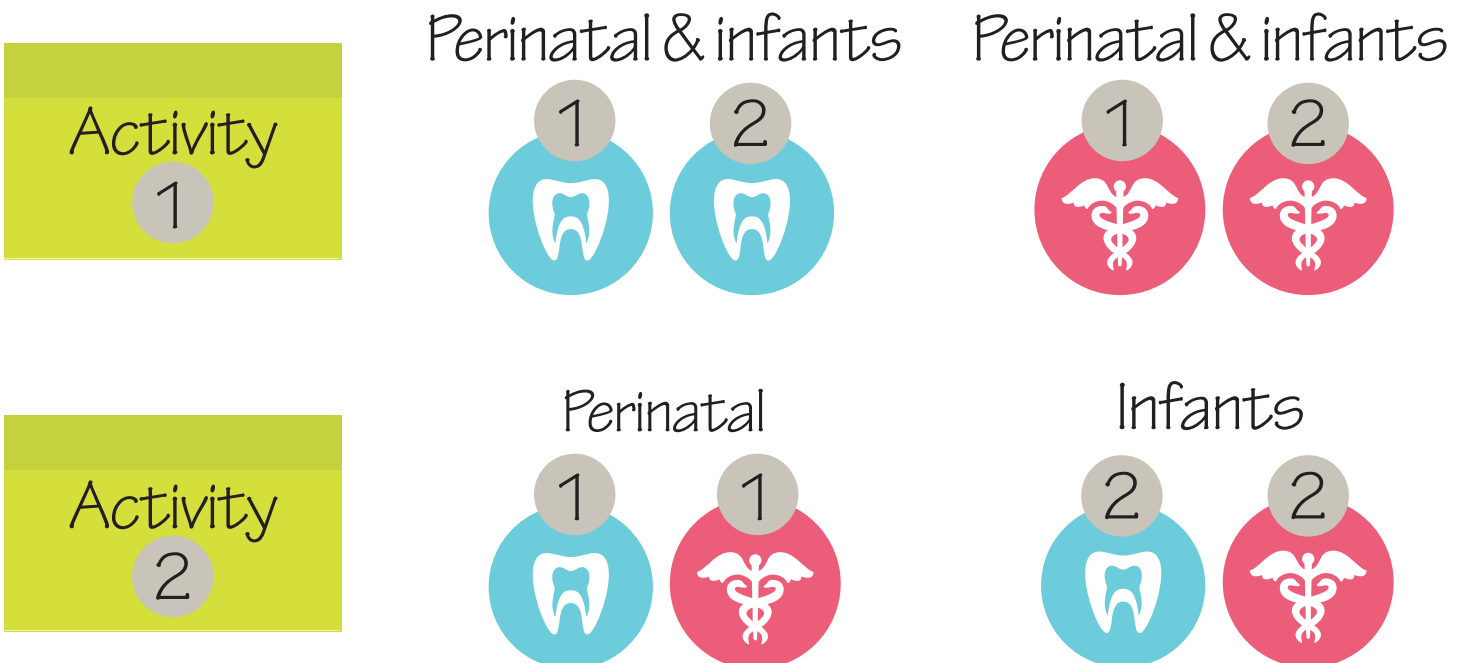 Perinatal & infants
Perinatal & infants
1
2
1
2
Activity
1
Perinatal
Infants
1
1
2
2
Activity
2